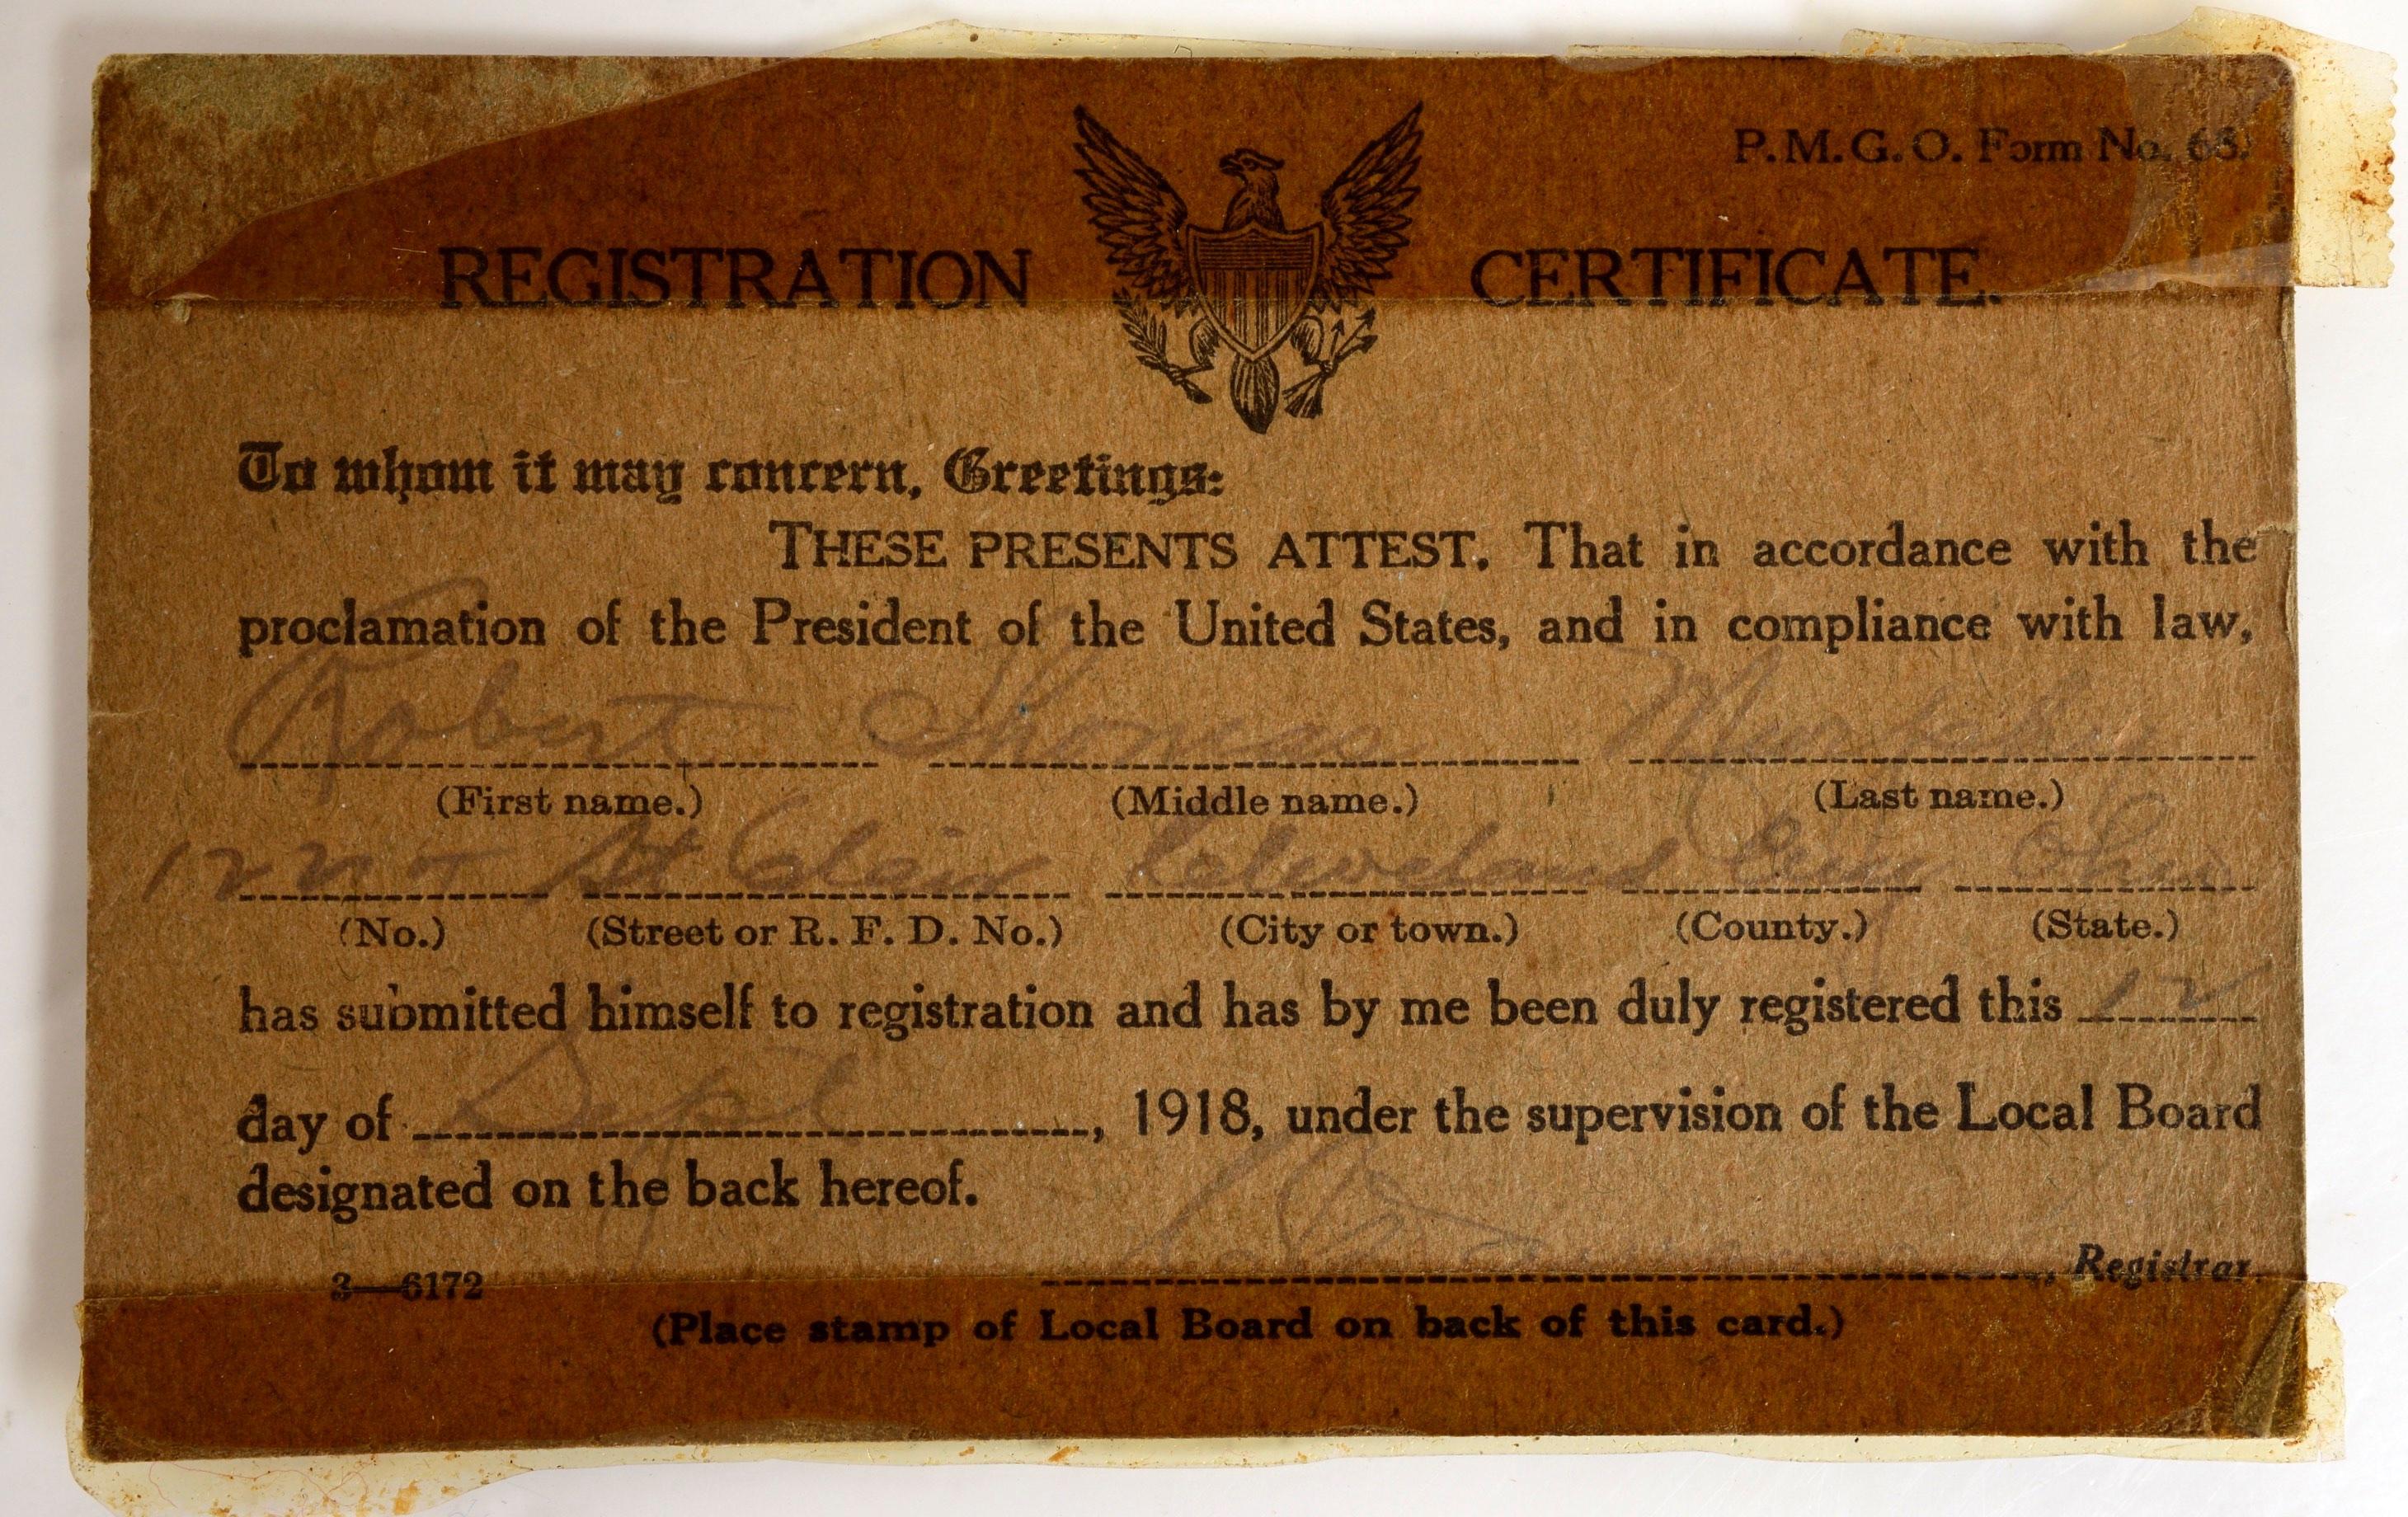 P.M.G.O. Form No. 68.
REGISTRATION CERTIFICATE.
To whom it may concern, Greetings:
THESE PRESENTS ATTEST, That in accordance with the
proclamation of the President of the United States, and in compliance with law,
Robert Thomas
(First name.) (Middle name.) (Last name.)
St Clair Cleveland Ohio
(No.) (Street or R. F. D. No.) (City or town.) (County.) (State.)
has submitted himself to registration and has by me been duly registered this 12
day of Sept, 1918, under the supervision of the Local Board
designated on the back hereof.
3—6172 , Registrar.
(Place stamp of Local Board on back of this card.)